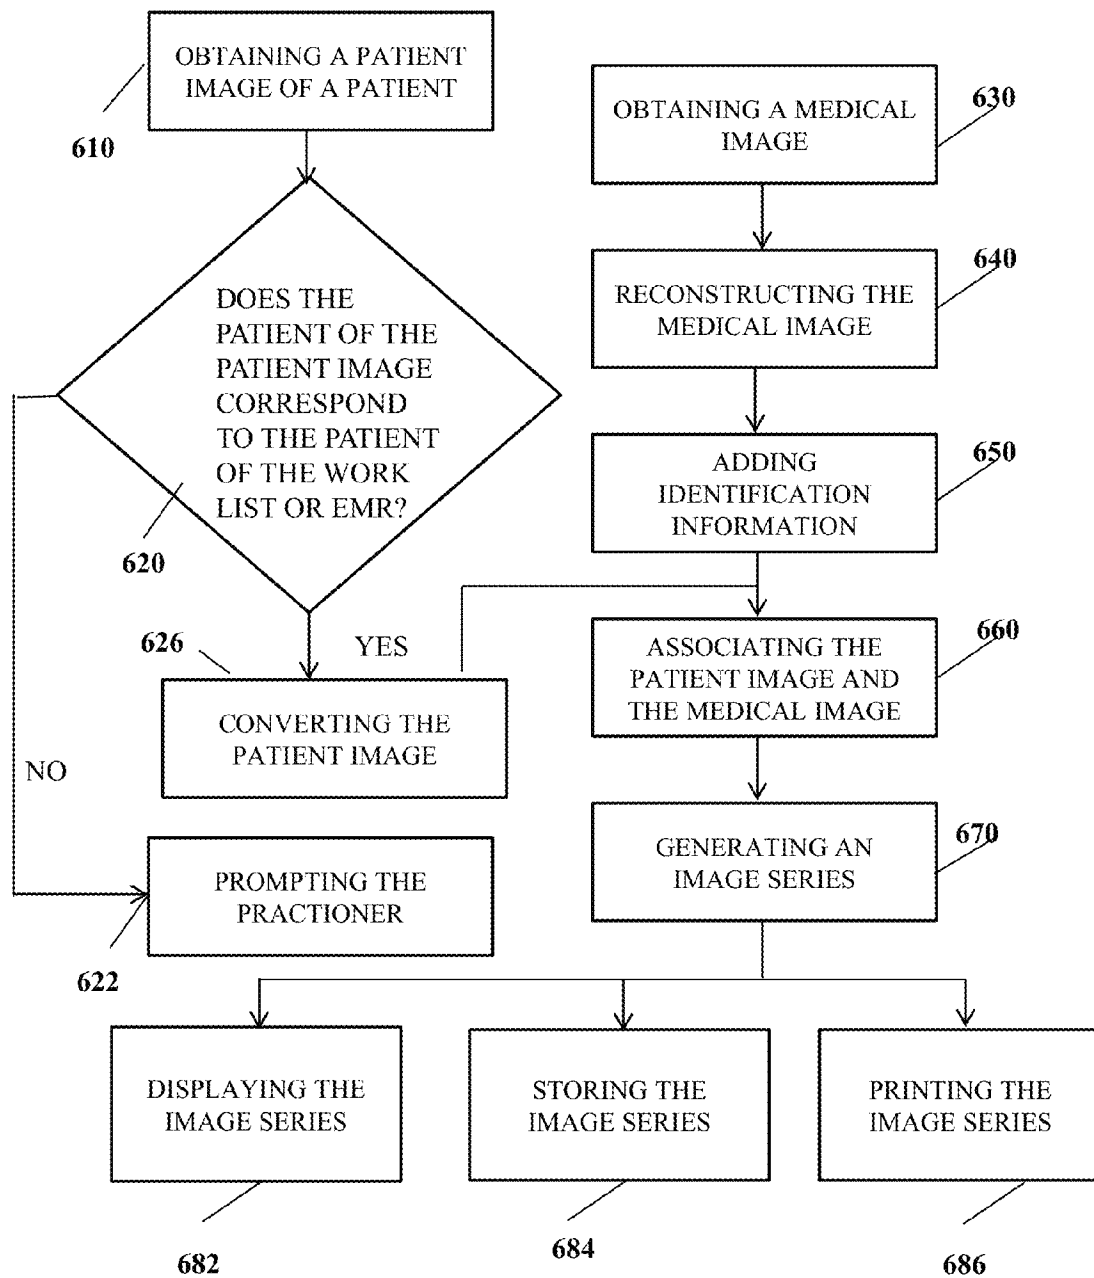 OBTAINING A PATIENT
IMAGE OF A PATIENT
610
DOES THE
PATIENT OF THE
PATIENT IMAGE
CORRESPOND
TO THE PATIENT
OF THE WORK
LIST OR EMR?
620
626
YES
CONVERTING THE
PATIENT IMAGE
NO
PROMPTING THE
PRACTIONER
622
OBTAINING A MEDICAL
IMAGE
630
RECONSTRUCTING THE
MEDICAL IMAGE
640
ADDING
IDENTIFICATION
INFORMATION
650
ASSOCIATING THE
PATIENT IMAGE AND
THE MEDICAL IMAGE
660
GENERATING AN
IMAGE SERIES
670
DISPLAYING THE
IMAGE SERIES
682
STORING THE
IMAGE SERIES
684
PRINTING THE
IMAGE SERIES
686